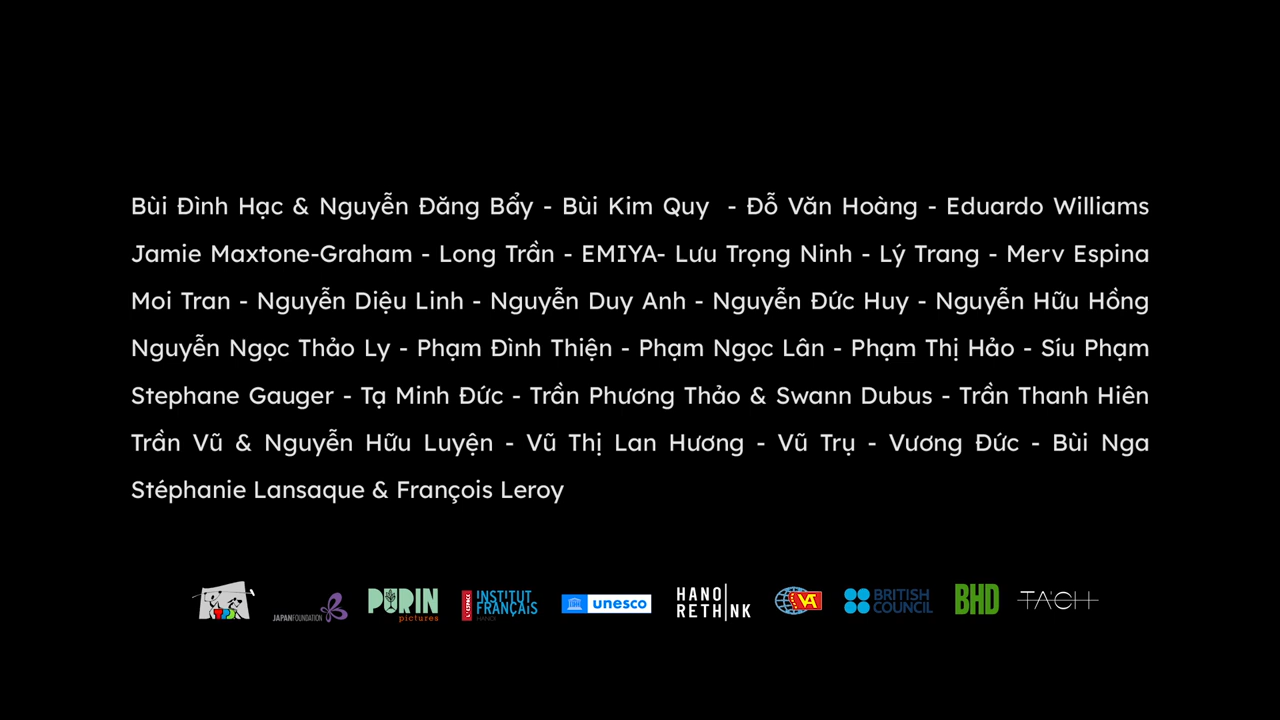 Bùi Đình Hạc & Nguyễn Đăng Bẩy - Bùi Kim Quy - Đỗ Văn Hoàng - Eduardo Williams
Jamie Maxtone-Graham - Long Trần - EMIYA- Lưu Trọng Ninh - Lý Trang - Merv Espina
Moi Tran - Nguyễn Diệu Linh - Nguyễn Duy Anh - Nguyễn Đức Huy - Nguyễn Hữu Hồng
Nguyễn Ngọc Thảo Ly - Phạm Đình Thiện - Phạm Ngọc Lân - Phạm Thị Hảo - Síu Phạm
Stephane Gauger - Tạ Minh Đức - Trần Phương Thảo & Swann Dubus - Trần Thanh Hiên
Trần Vũ & Nguyễn Hữu Luyện - Vũ Thị Lan Hương - Vũ Trụ - Vương Đức - Bùi Nga
Stéphanie Lansaque & François Leroy
JAPANFOUNDATION
PURIN
pictures
L'ESPACE
INSTITUT
FRANÇAIS
HANOI
unesco
HANOI
RETHINK
BRITISH
COUNCIL
BHD
TẠCH